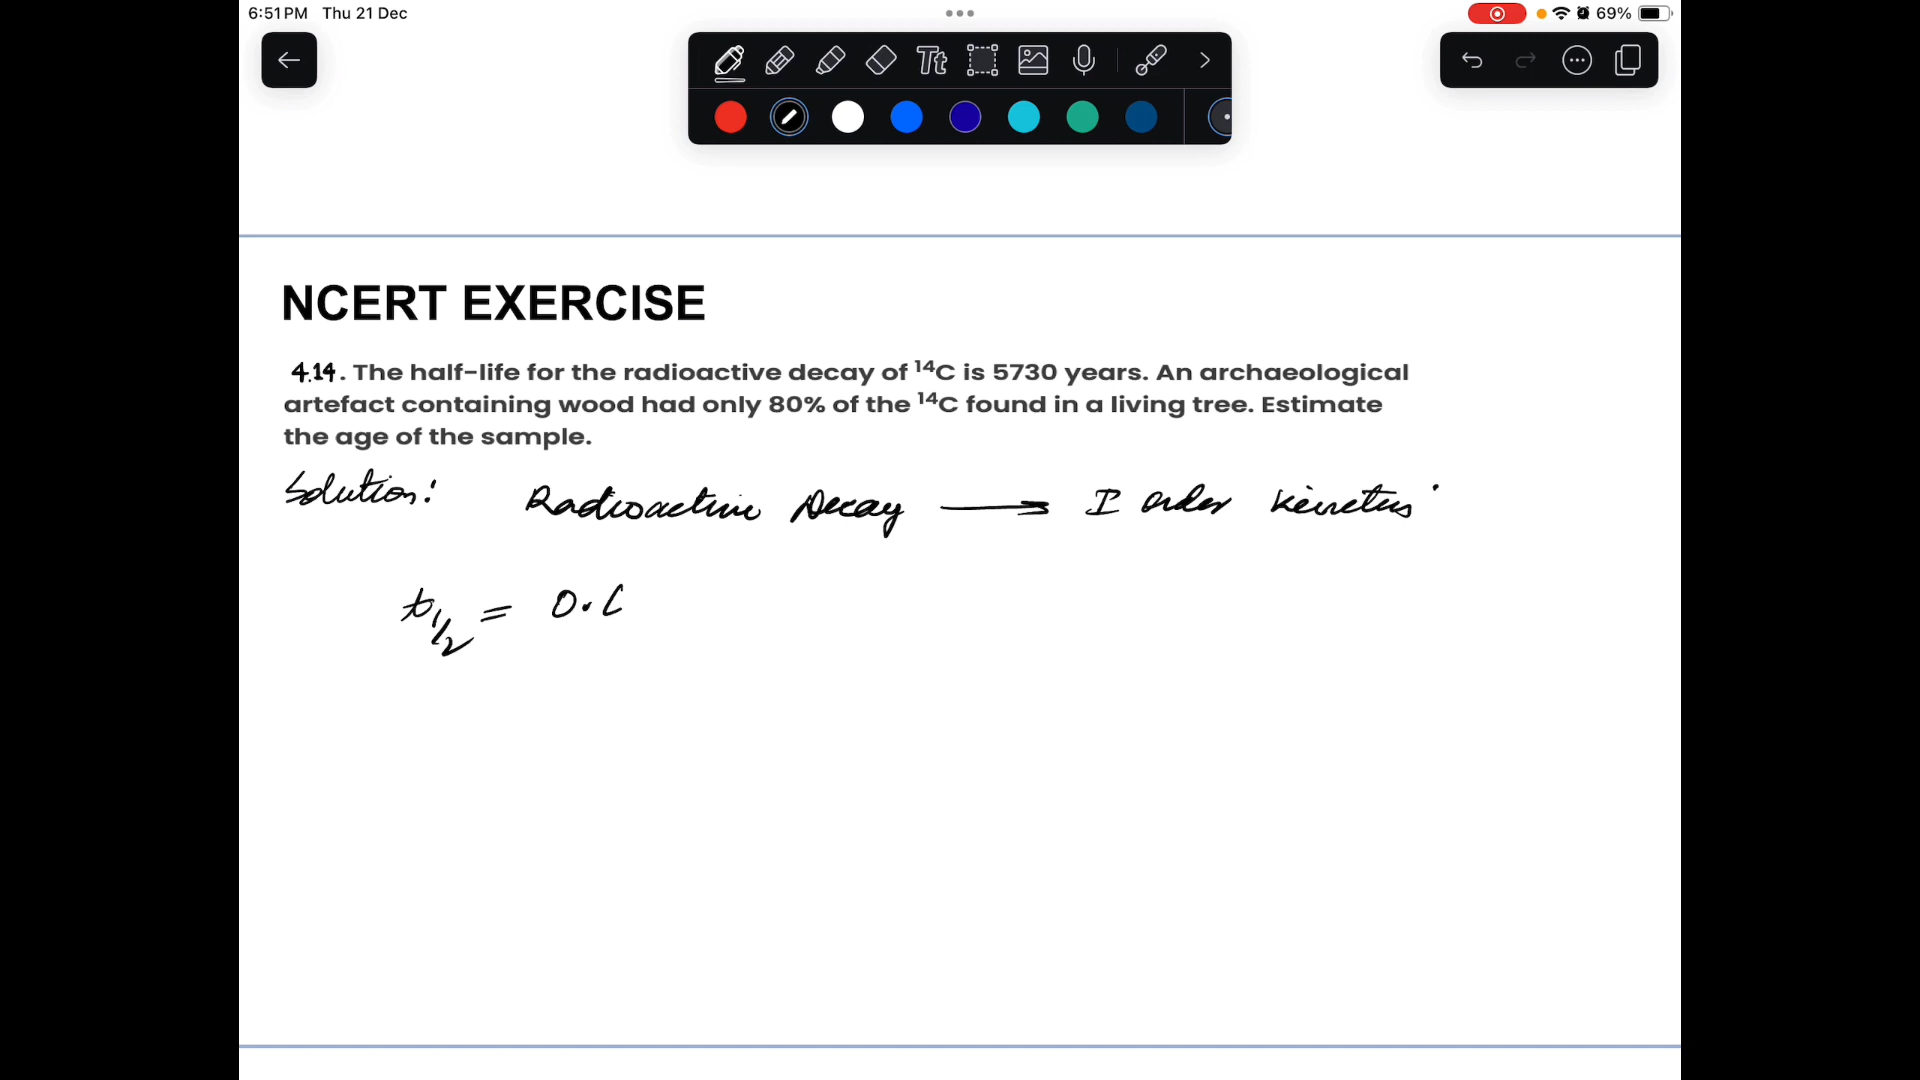 6:51 PM Thu 21 Dec
69%
Tt
NCERT EXERCISE
4.14. The half-life for the radioactive decay of ¹⁴C is 5730 years. An archaeological
artefact containing wood had only 80% of the ¹⁴C found in a living tree. Estimate
the age of the sample.
Solution:
Radioactive Decay ⟶ I order kinetics
t1/2 = 0.